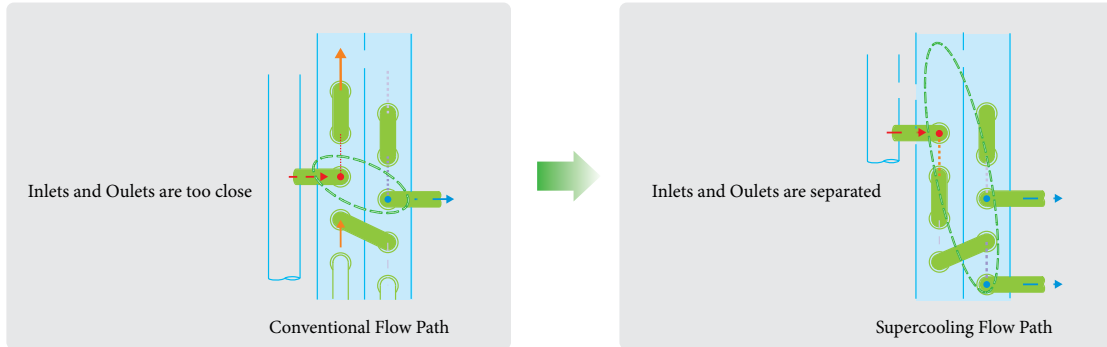 Inlets and Oulets are too close
Conventional Flow Path
Inlets and Oulets are separated
Supercooling Flow Path